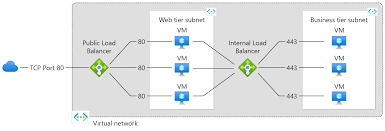 Web tier subnet
Business tier subnet
VM
VM
Public Load
Balancer
Internal Load
Balancer
80
443
VM
VM
TCP Port 80
80
443
VM
VM
80
443
Virtual network